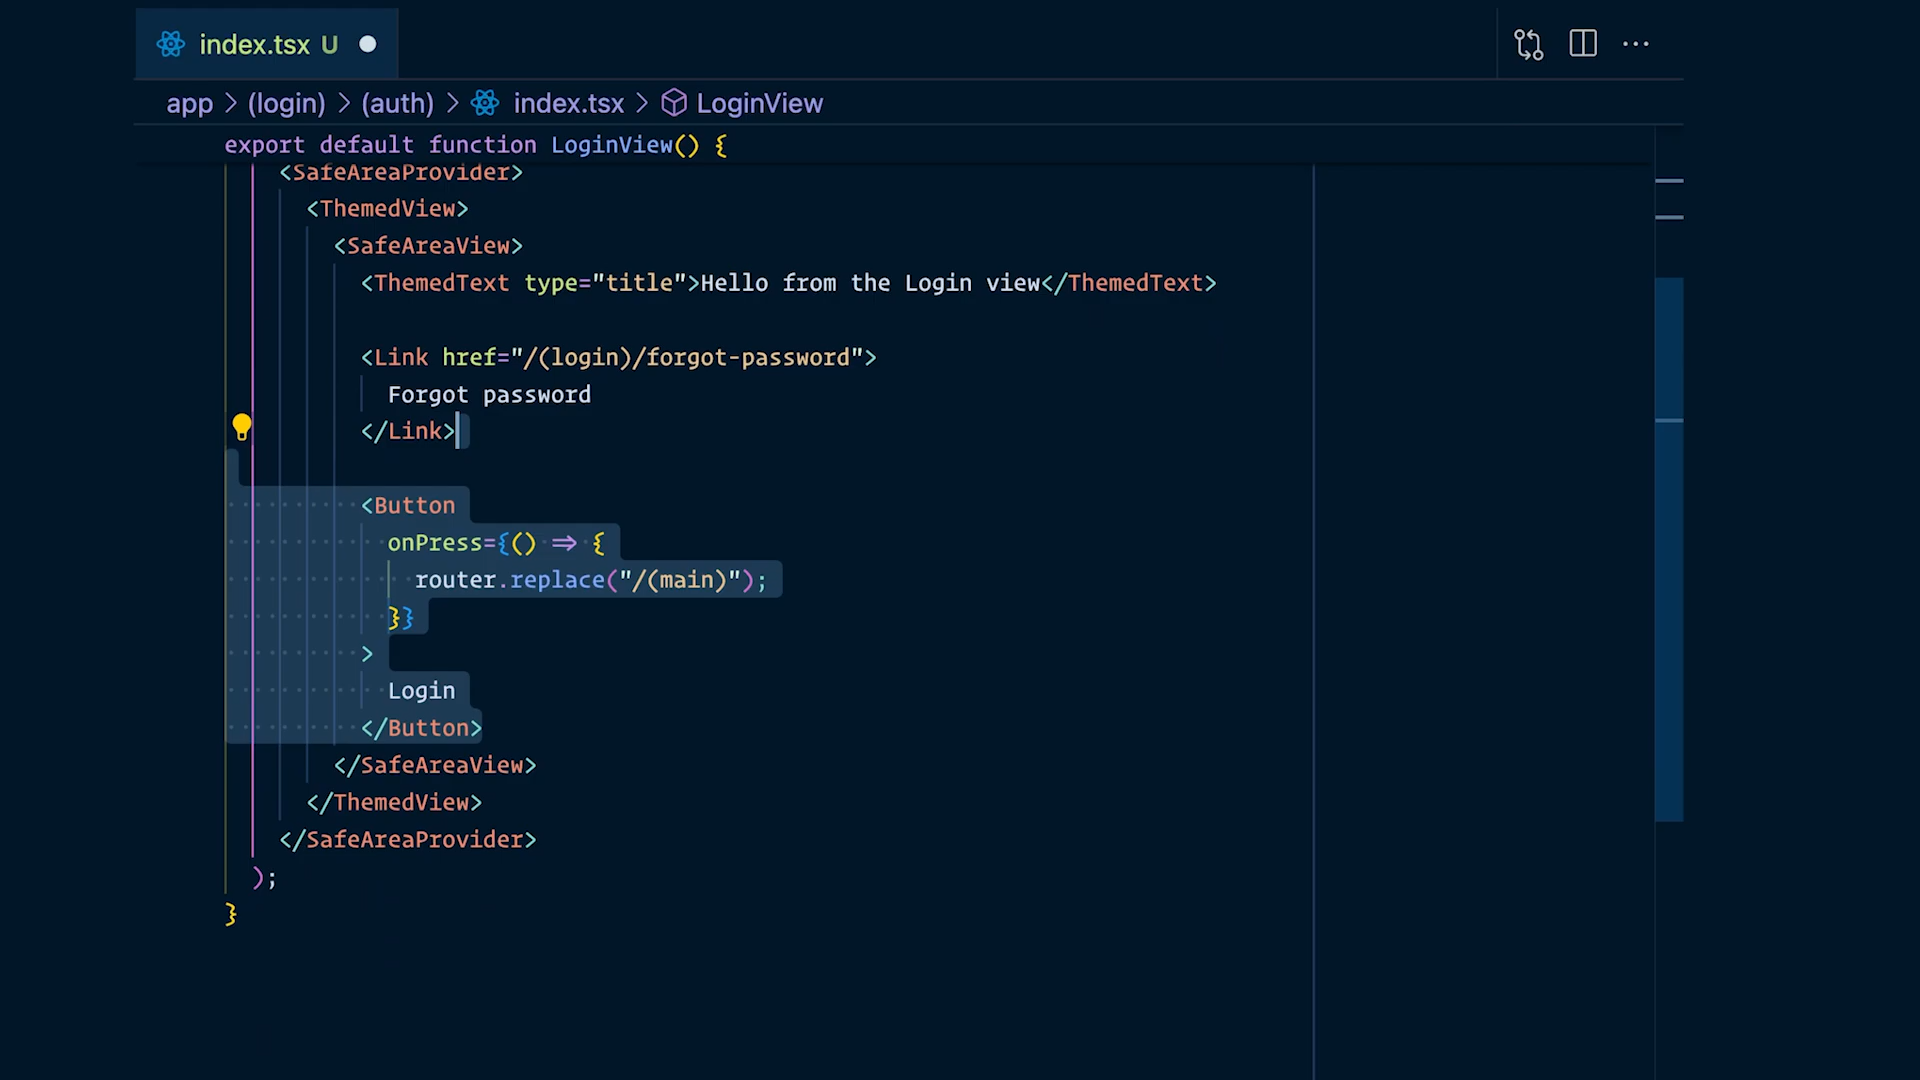 index.tsx U
app > (login) > (auth) > index.tsx > LoginView
export default function LoginView() {
<SafeAreaProvider>
<ThemedView>
<SafeAreaView>
<ThemedText type="title">Hello from the Login view</ThemedText>
<Link href="/(login)/forgot-password">
Forgot password
</Link>
<Button
onPress={() => {
router.replace("/(main)");
}}
>
Login
</Button>
</SafeAreaView>
</ThemedView>
</SafeAreaProvider>
);
}